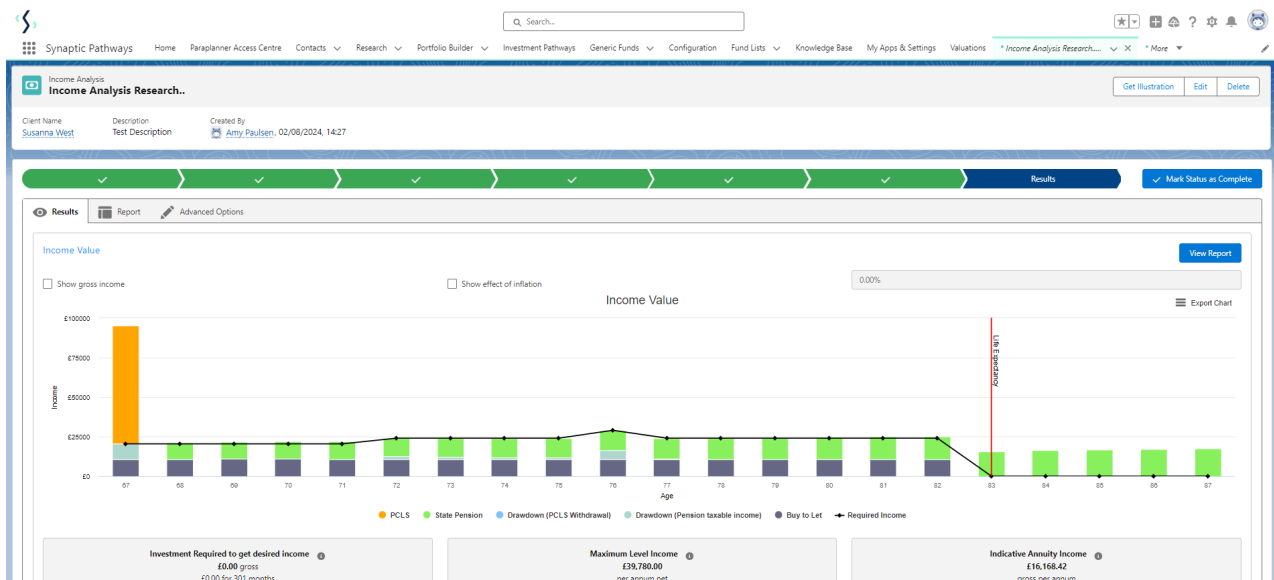 Search...
Synaptic Pathways Home Paraplanner Access Centre Contacts Research Portfolio Builder Investment Pathways Generic Funds Configuration Fund Lists Knowledge Base My Apps & Settings Valuations * Income Analysis Research.... * More
Income Analysis
Income Analysis Research..
Get Illustration Edit Delete
Client Name Description Created By
Susanna West Test Description Amy Paulsen, 02/08/2024, 14:27
Results Mark Status as Complete
Results Report Advanced Options
Income Value
View Report
Show gross income Show effect of inflation 0.00%
Income Value
Export Chart
£100000
£75000
£50000
£25000
£0
Income
Life Expectancy
67 68 69 70 71 72 73 74 75 76 77 78 79 80 81 82 83 84 85 86 87
Age
PCLS State Pension Drawdown (PCLS Withdrawal) Drawdown (Pension taxable income) Buy to Let Required Income
Investment Required to get desired income Maximum Level Income Indicative Annuity Income
£0.00 gross £39,780.00 £16,168.42
£0.00 for 301 months per annum net gross per annum